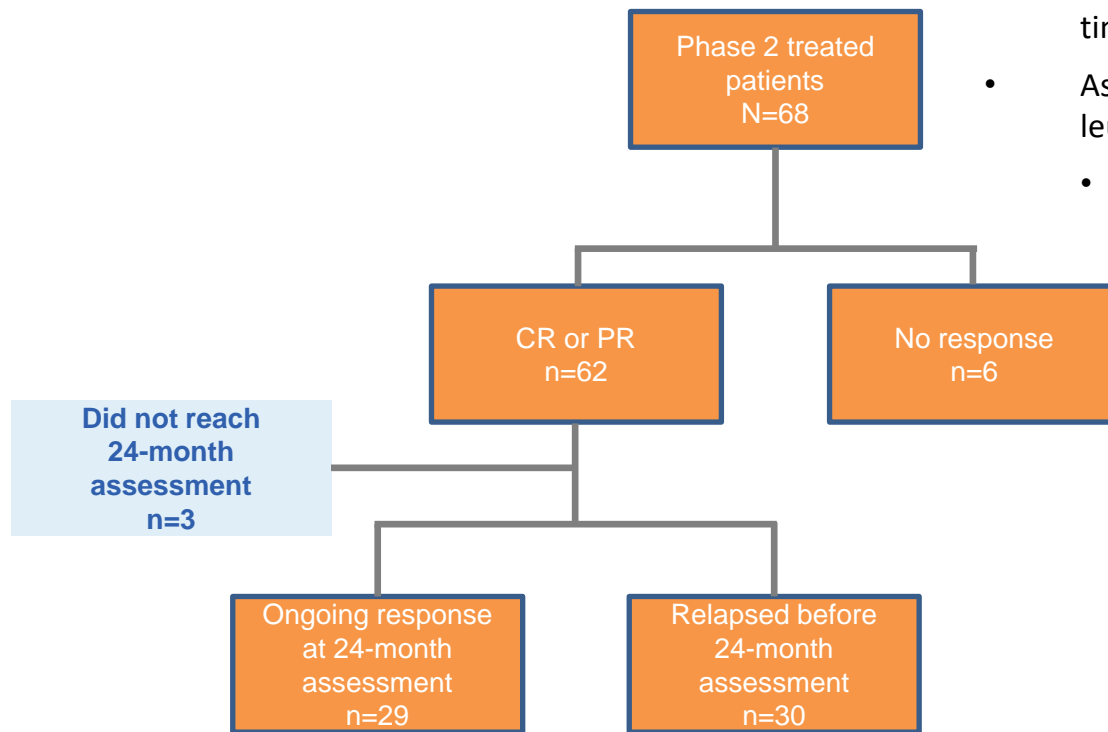 Phase 2 treated
patients
N=68
•
•
CR or PR
n=62
No response
n=6
Did not reach
24-month
assessment
n=3
Ongoing response
at 24-month
assessment
n=29
Relapsed before
24-month
assessment
n=30